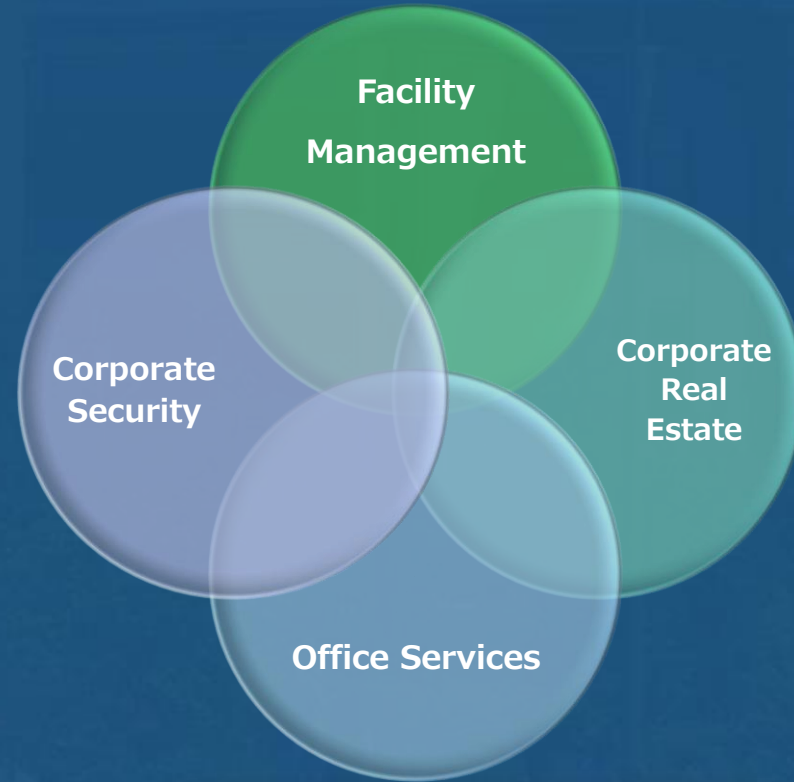 Facility
Management
Corporate
Security
Corporate
Real
Estate
Office Services